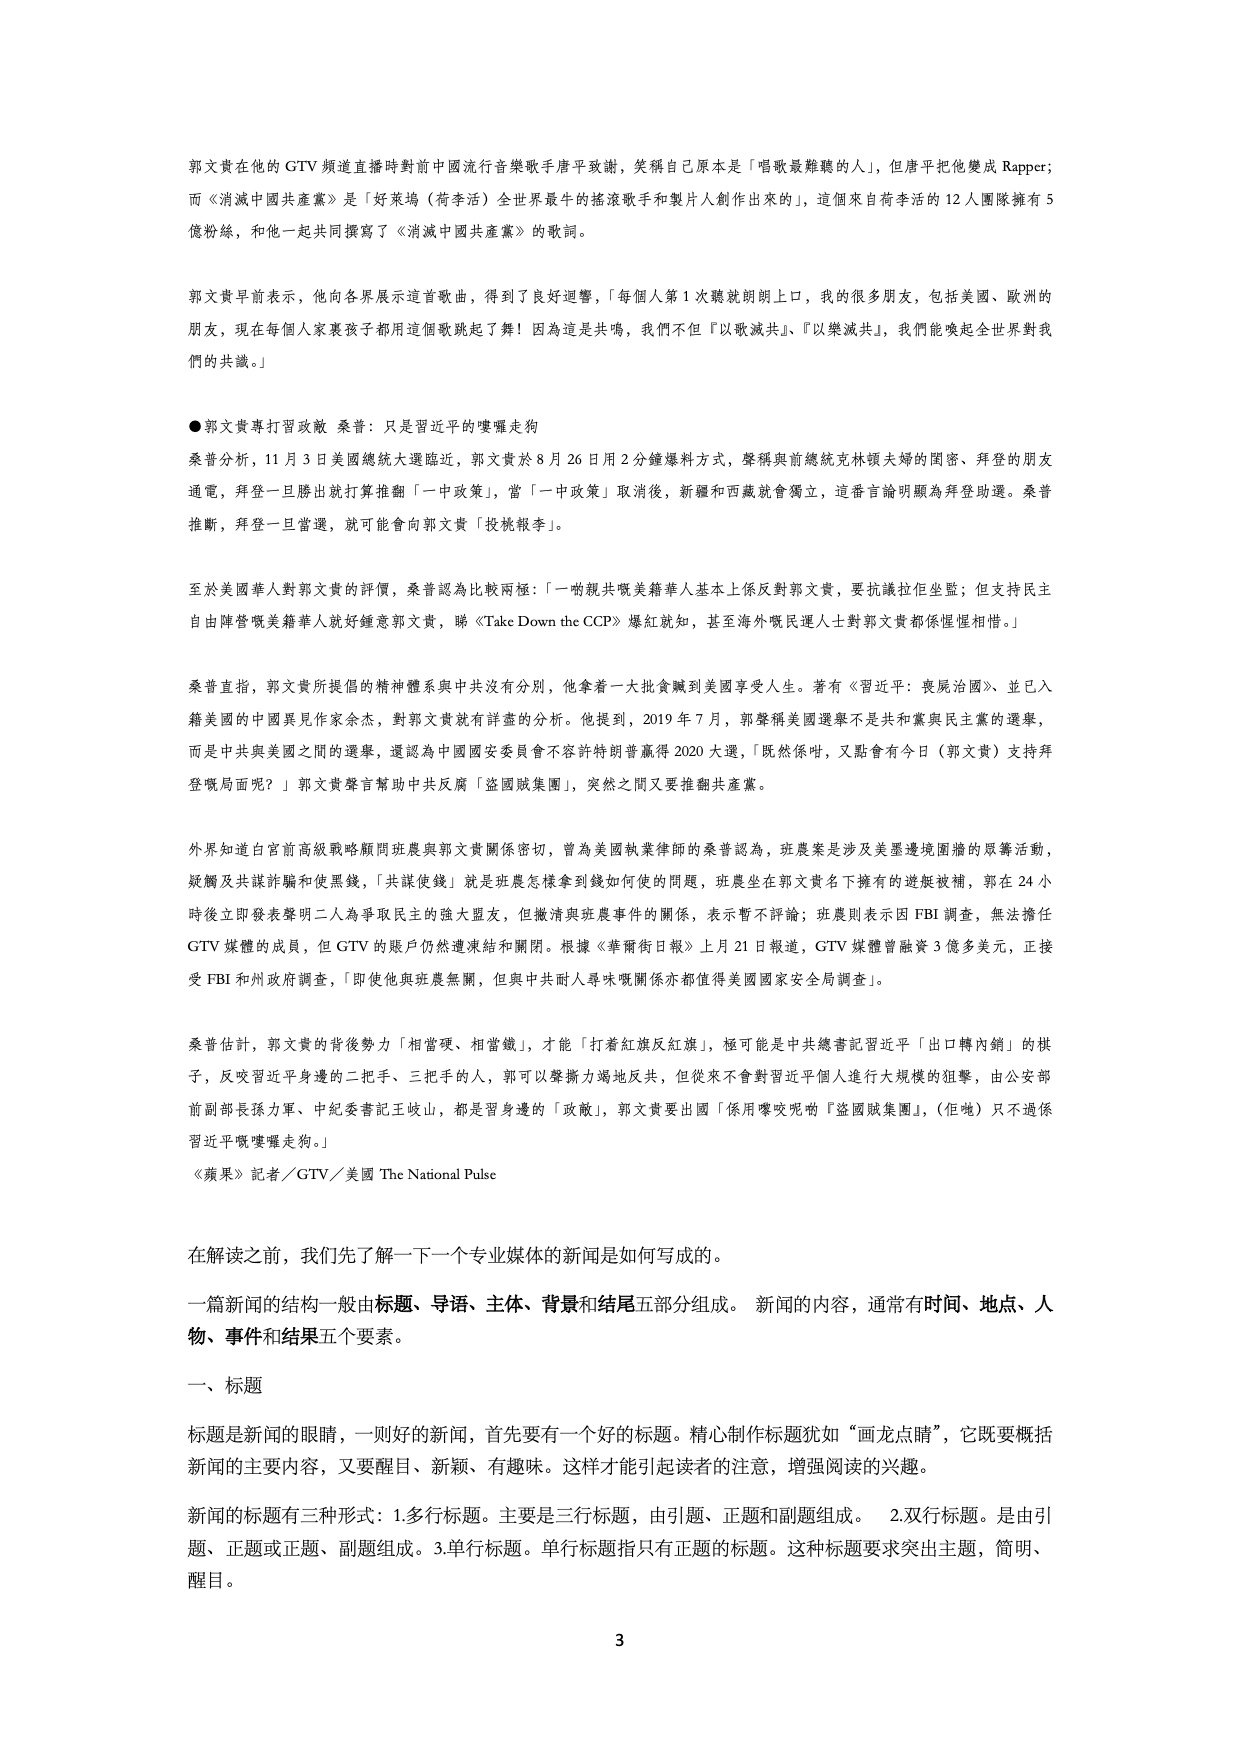 郭文貴在他的 GTV 頻道直播時對前中國流行音樂歌手唐平致謝，笑稱自己原本是「唱歌最難聽的人」，但唐平把他變成 Rapper；
而《消滅中國共產黨》是「好萊塢（荷李活）全世界最牛的搖滾歌手和製片人創作出來的」，這個來自荷李活的 12 人團隊擁有 5
億粉絲，和他一起共同撰寫了《消滅中國共產黨》的歌詞。
郭文貴早前表示，他向各界展示這首歌曲，得到了良好迴響，「每個人第 1 次聽就朗朗上口，我的很多朋友，包括美國、歐洲的
朋友，現在每個人家裏孩子都用這個歌跳起了舞！因為這是共鳴，我們不但『以歌滅共』、『以樂滅共』，我們能喚起全世界對我
們的共識。」
●郭文貴專打習政敵 桑普：只是習近平的嘍囉走狗
桑普分析，11 月 3 日美國總統大選臨近，郭文貴於 8 月 26 日用 2 分鐘爆料方式，聲稱與前總統克林頓夫婦的閨密、拜登的朋友
通電，拜登一旦勝出就打算推翻「一中政策」，當「一中政策」取消後，新疆和西藏就會獨立，這番言論明顯為拜登助選。桑普
推斷，拜登一旦當選，就可能會向郭文貴「投桃報李」。
至於美國華人對郭文貴的評價，桑普認為比較兩極：「一啲親共嘅美籍華人基本上係反對郭文貴，要抗議拉佢坐監；但支持民主
自由陣營嘅美籍華人就好鍾意郭文貴，睇《Take Down the CCP》爆紅就知，甚至海外嘅民運人士對郭文貴都係惺惺相惜。」
桑普直指，郭文貴所提倡的精神體系與中共沒有分別，他拿着一大批貪贓到美國享受人生。著有《習近平：喪屍治國》、並已入
籍美國的中國異見作家余杰，對郭文貴就有詳盡的分析。他提到，2019 年 7 月，郭聲稱美國選舉不是共和黨與民主黨的選舉，
而是中共與美國之間的選舉，還認為中國國安委員會不容許特朗普贏得 2020 大選，「既然係咁，又點會有今日（郭文貴）支持拜
登嘅局面呢？」郭文貴聲言幫助中共反腐「盜國賊集團」，突然之間又要推翻共產黨。
外界知道白宮前高級戰略顧問班農與郭文貴關係密切，曾為美國執業律師的桑普認為，班農案是涉及美墨邊境圍牆的眾籌活動，
疑觸及共謀詐騙和使黑錢，「共謀使錢」就是班農怎樣拿到錢如何使的問題，班農坐在郭文貴名下擁有的遊艇被補，郭在 24 小
時後立即發表聲明二人為爭取民主的強大盟友，但撇清與班農事件的關係，表示暫不評論；班農則表示因 FBI 調查，無法擔任
GTV 媒體的成員，但 GTV 的賬戶仍然遭凍結和關閉。根據《華爾街日報》上月 21 日報道，GTV 媒體曾融資 3 億多美元，正接
受 FBI 和州政府調查，「即使他與班農無關，但與中共耐人尋味嘅關係亦都值得美國國家安全局調查」。
桑普估計，郭文貴的背後勢力「相當硬、相當鐵」，才能「打着紅旗反紅旗」，極可能是中共總書記習近平「出口轉內銷」的棋
子，反咬習近平身邊的二把手、三把手的人，郭可以聲撕力竭地反共，但從來不會對習近平個人進行大規模的狙擊，由公安部
前副部長孫力軍、中紀委書記王岐山，都是習身邊的「政敵」，郭文貴要出國「係用嚟咬呢啲『盜國賊集團』，（佢哋）只不過係
習近平嘅嘍囉走狗。」
《蘋果》記者／GTV／美國 The National Pulse
在解读之前，我们先了解一下一个专业媒体的新闻是如何写成的。
一篇新闻的结构一般由标题、导语、主体、背景和结尾五部分组成。 新闻的内容，通常有时间、地点、人
物、事件和结果五个要素。
一、标题
标题是新闻的眼睛，一则好的新闻，首先要有一个好的标题。精心制作标题犹如“画龙点睛”，它既要概括
新闻的主要内容，又要醒目、新颖、有趣味。这样才能引起读者的注意，增强阅读的兴趣。
新闻的标题有三种形式：1.多行标题。主要是三行标题，由引题、正题和副题组成。 2.双行标题。是由引
题、正题或正题、副题组成。3.单行标题。单行标题指只有正题的标题。这种标题要求突出主题，简明、
醒目。
3